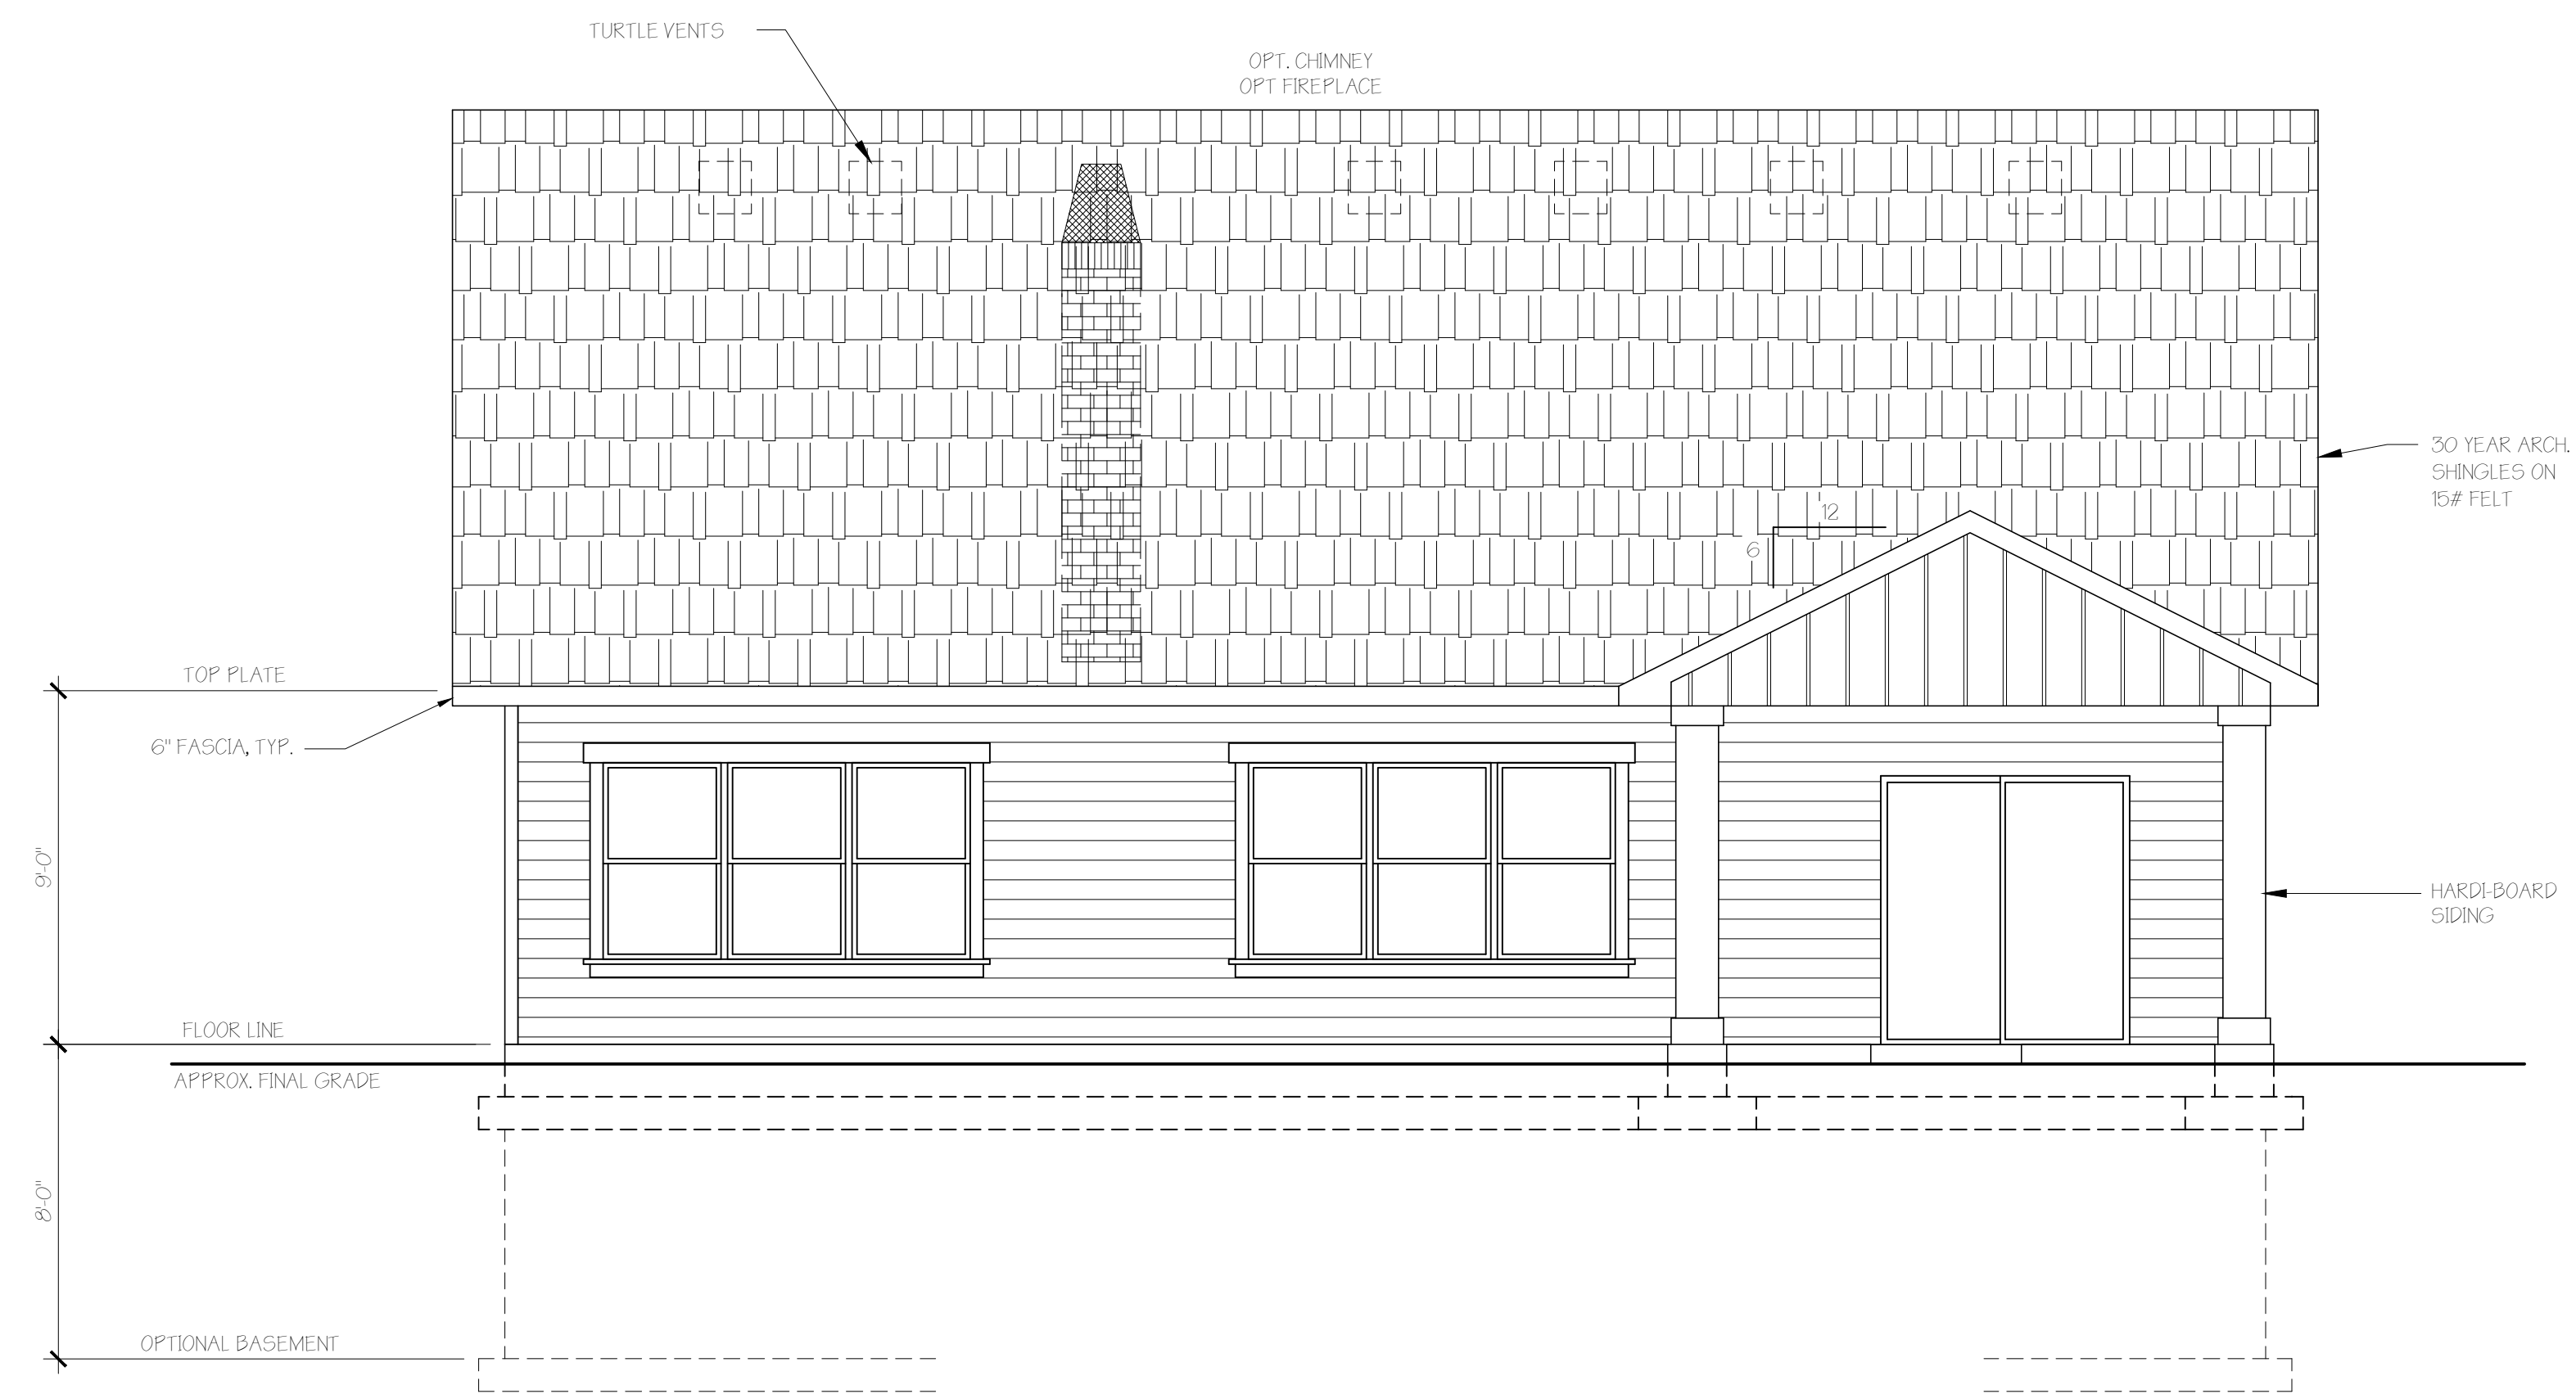 TURTLE VENTS
OPT. CHIMNEY
OPT FIREPLACE
30 YEAR ARCH.
SHINGLES ON
15# FELT
12
6
TOP PLATE
6" FASCIA, TYP.
9'-0"
HARDI-BOARD
SIDING
FLOOR LINE
APPROX. FINAL GRADE
8'-0"
OPTIONAL BASEMENT